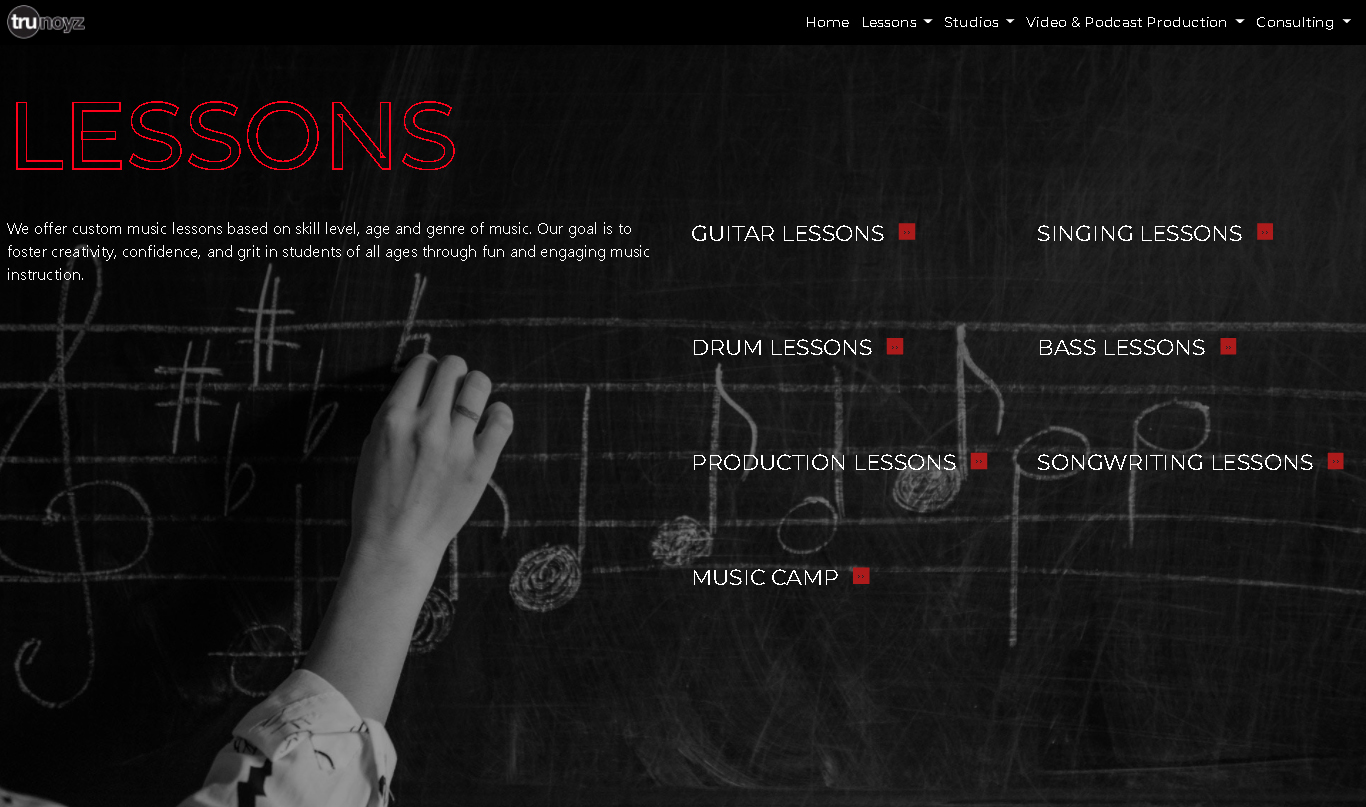 trunoyz
Home Lessons Studios Video & Podcast Production Consulting
LESSONS
We offer custom music lessons based on skill level, age and genre of music. Our goal is to
foster creativity, confidence, and grit in students of all ages through fun and engaging music
instruction.
GUITAR LESSONS
SINGING LESSONS
DRUM LESSONS
BASS LESSONS
PRODUCTION LESSONS
SONGWRITING LESSONS
MUSIC CAMP